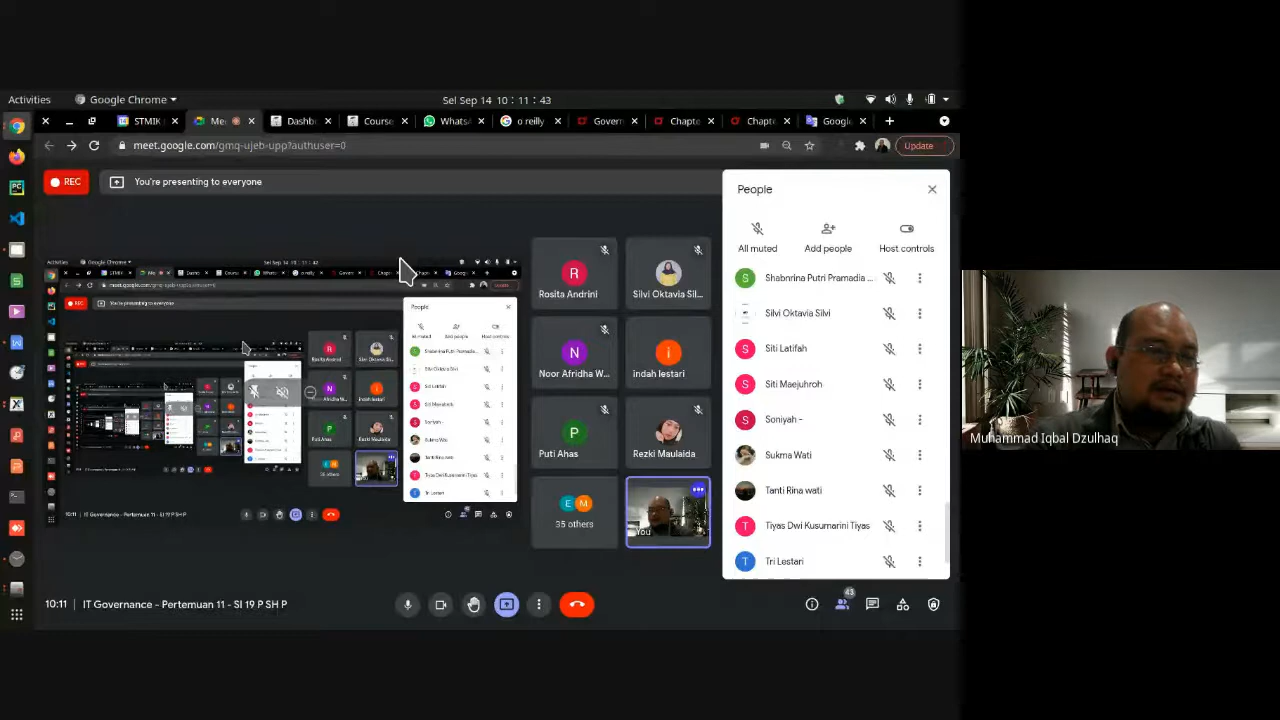 Activities
Google Chrome
Sel Sep 14 10:11:43
STMIK
Mee
Dashb
Course
WhatsA
o reilly
Govern
Chapte
Chapte
Google
meet.google.com/gmq-ujeb-upp?authuser=0
Update
REC
You're presenting to everyone
People
All muted
Add people
Host controls
Shabnrina Putri Pramadia ...
Silvi Oktavia Silvi
Siti Latifah
Siti Maejuhroh
Soniyah -
Sukma Wati
Tanti Rina wati
Tiyas Dwi Kusumarini Tiyas
Tri Lestari
R
Rosita Andrini
Silvi Oktavia Sil...
N
Noor Afridha W...
indah lestari
P
Puti Ahas
Rezki Maulaida
E M
35 others
You
10:11 | IT Governance - Pertemuan 11 - SI 19 P SH P
43
Muhammad Iqbal Dzulhaq